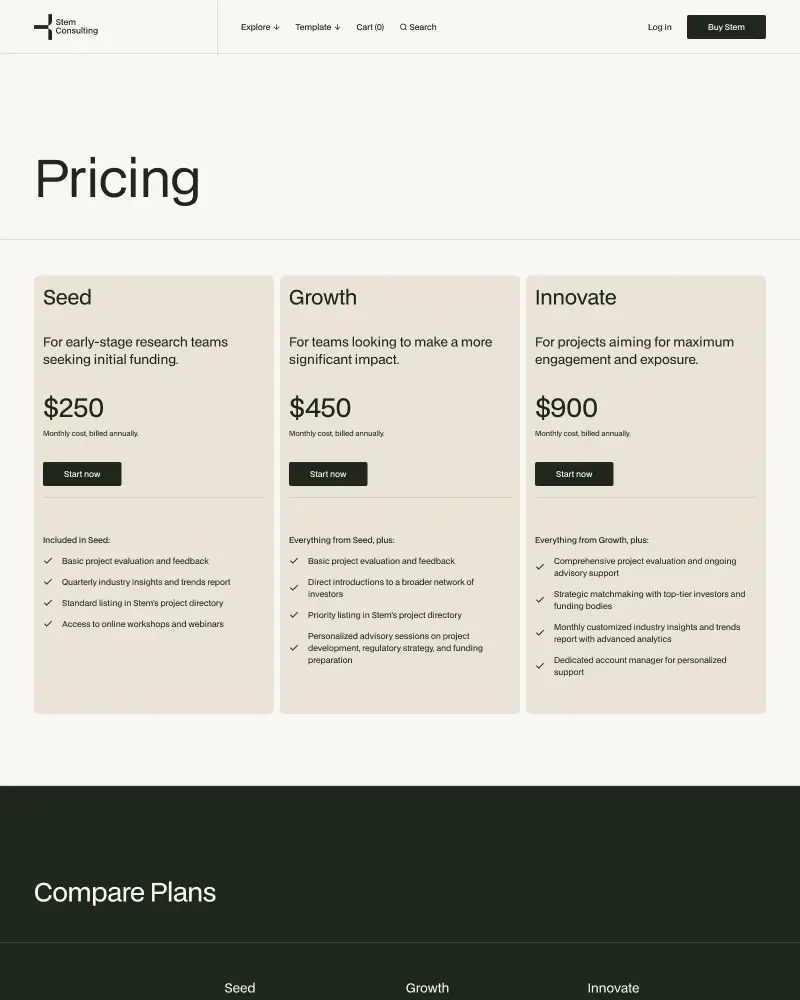 Stem
Consulting
Explore ↓
Template ↓
Cart (0)
Search
Log in
Buy Stem
Pricing
Seed
For early-stage research teams
seeking initial funding.
$250
Monthly cost, billed annually.
Start now
Included in Seed:
Basic project evaluation and feedback
Quarterly industry insights and trends report
Standard listing in Stem's project directory
Access to online workshops and webinars
Growth
For teams looking to make a more
significant impact.
$450
Monthly cost, billed annually.
Start now
Everything from Seed, plus:
Basic project evaluation and feedback
Direct introductions to a broader network of
investors
Priority listing in Stem's project directory
Personalized advisory sessions on project
development, regulatory strategy, and funding
preparation
Innovate
For projects aiming for maximum
engagement and exposure.
$900
Monthly cost, billed annually.
Start now
Everything from Growth, plus:
Comprehensive project evaluation and ongoing
advisory support
Strategic matchmaking with top-tier investors and
funding bodies
Monthly customized industry insights and trends
report with advanced analytics
Dedicated account manager for personalized
support
Compare Plans
Seed
Growth
Innovate